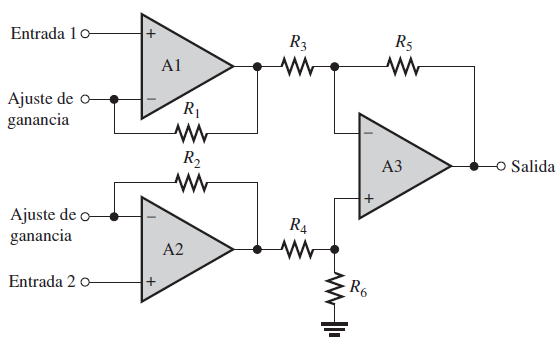 Entrada 1
+
A1
−
Ajuste de
ganancia
R1
R2
R3
R5
−
A3
+
Salida
Ajuste de
ganancia
−
A2
+
Entrada 2
R4
R6